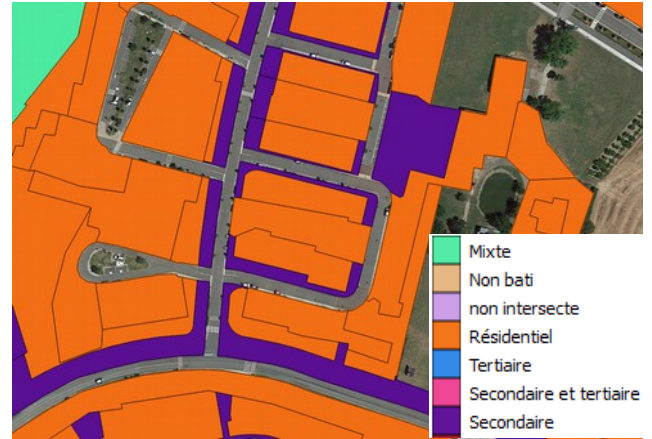 Mixte
Non bati
non intersecte
Résidentiel
Tertiaire
Secondaire et tertiaire
Secondaire